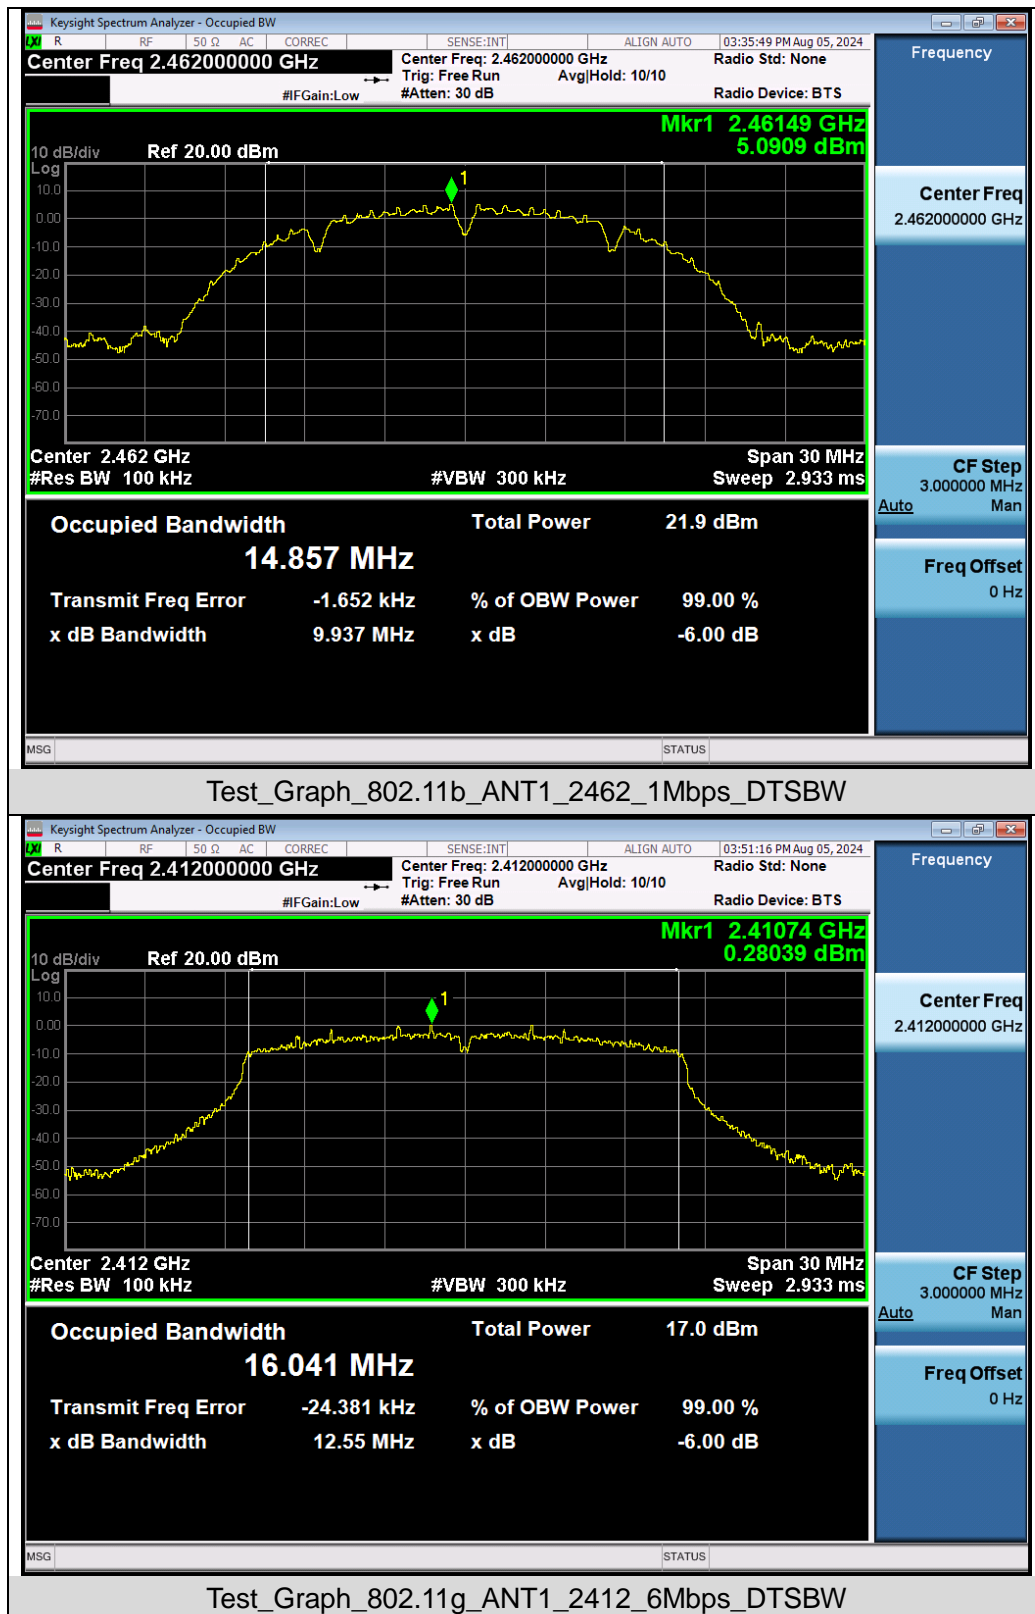 Keysight Spectrum Analyzer - Occupied BW
LXI R RF 50 Ω AC CORREC SENSE:INT ALIGN AUTO 03:35:49 PM Aug 05, 2024
Center Freq 2.462000000 GHz
Center Freq: 2.462000000 GHz Radio Std: None
Trig: Free Run Avg|Hold: 10/10
#IFGain:Low #Atten: 30 dB Radio Device: BTS
Frequency
Mkr1 2.46149 GHz
5.0909 dBm
10 dB/div Ref 20.00 dBm
Log
10.0
0.00
-10.0
-20.0
-30.0
-40.0
-50.0
-60.0
-70.0
1
Center 2.462 GHz Span 30 MHz
#Res BW 100 kHz #VBW 300 kHz Sweep 2.933 ms
Center Freq
2.462000000 GHz
CF Step
3.000000 MHz
Auto Man
Freq Offset
0 Hz
Occupied Bandwidth Total Power 21.9 dBm
14.857 MHz
Transmit Freq Error -1.652 kHz % of OBW Power 99.00 %
x dB Bandwidth 9.937 MHz x dB -6.00 dB
MSG STATUS
Test_Graph_802.11b_ANT1_2462_1Mbps_DTSBW
Keysight Spectrum Analyzer - Occupied BW
LXI R RF 50 Ω AC CORREC SENSE:INT ALIGN AUTO 03:51:16 PM Aug 05, 2024
Center Freq 2.412000000 GHz
Center Freq: 2.412000000 GHz Radio Std: None
Trig: Free Run Avg|Hold: 10/10
#IFGain:Low #Atten: 30 dB Radio Device: BTS
Frequency
Mkr1 2.41074 GHz
0.28039 dBm
10 dB/div Ref 20.00 dBm
Log
10.0
0.00
-10.0
-20.0
-30.0
-40.0
-50.0
-60.0
-70.0
1
Center 2.412 GHz Span 30 MHz
#Res BW 100 kHz #VBW 300 kHz Sweep 2.933 ms
Center Freq
2.412000000 GHz
CF Step
3.000000 MHz
Auto Man
Freq Offset
0 Hz
Occupied Bandwidth Total Power 17.0 dBm
16.041 MHz
Transmit Freq Error -24.381 kHz % of OBW Power 99.00 %
x dB Bandwidth 12.55 MHz x dB -6.00 dB
MSG STATUS
Test_Graph_802.11g_ANT1_2412_6Mbps_DTSBW